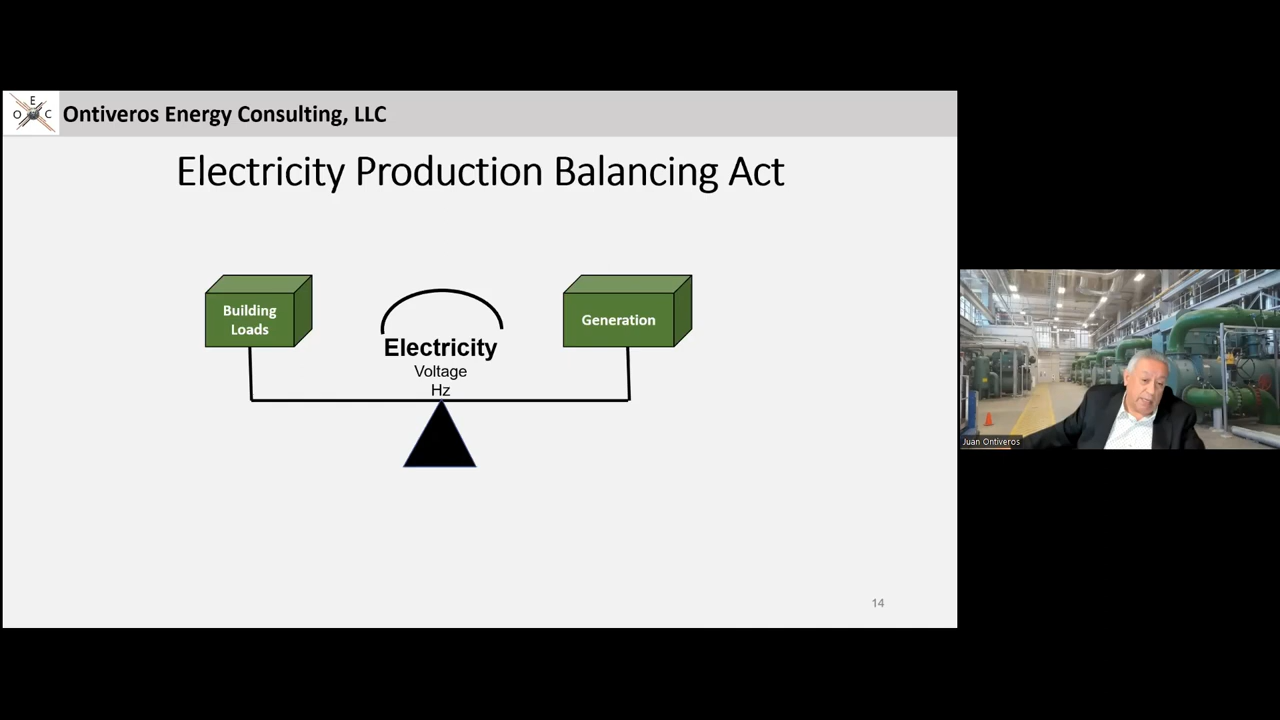 E
O C
Ontiveros Energy Consulting, LLC
Electricity Production Balancing Act
Building
Loads
Generation
Electricity
Voltage
Hz
14
Juan Ontiveros